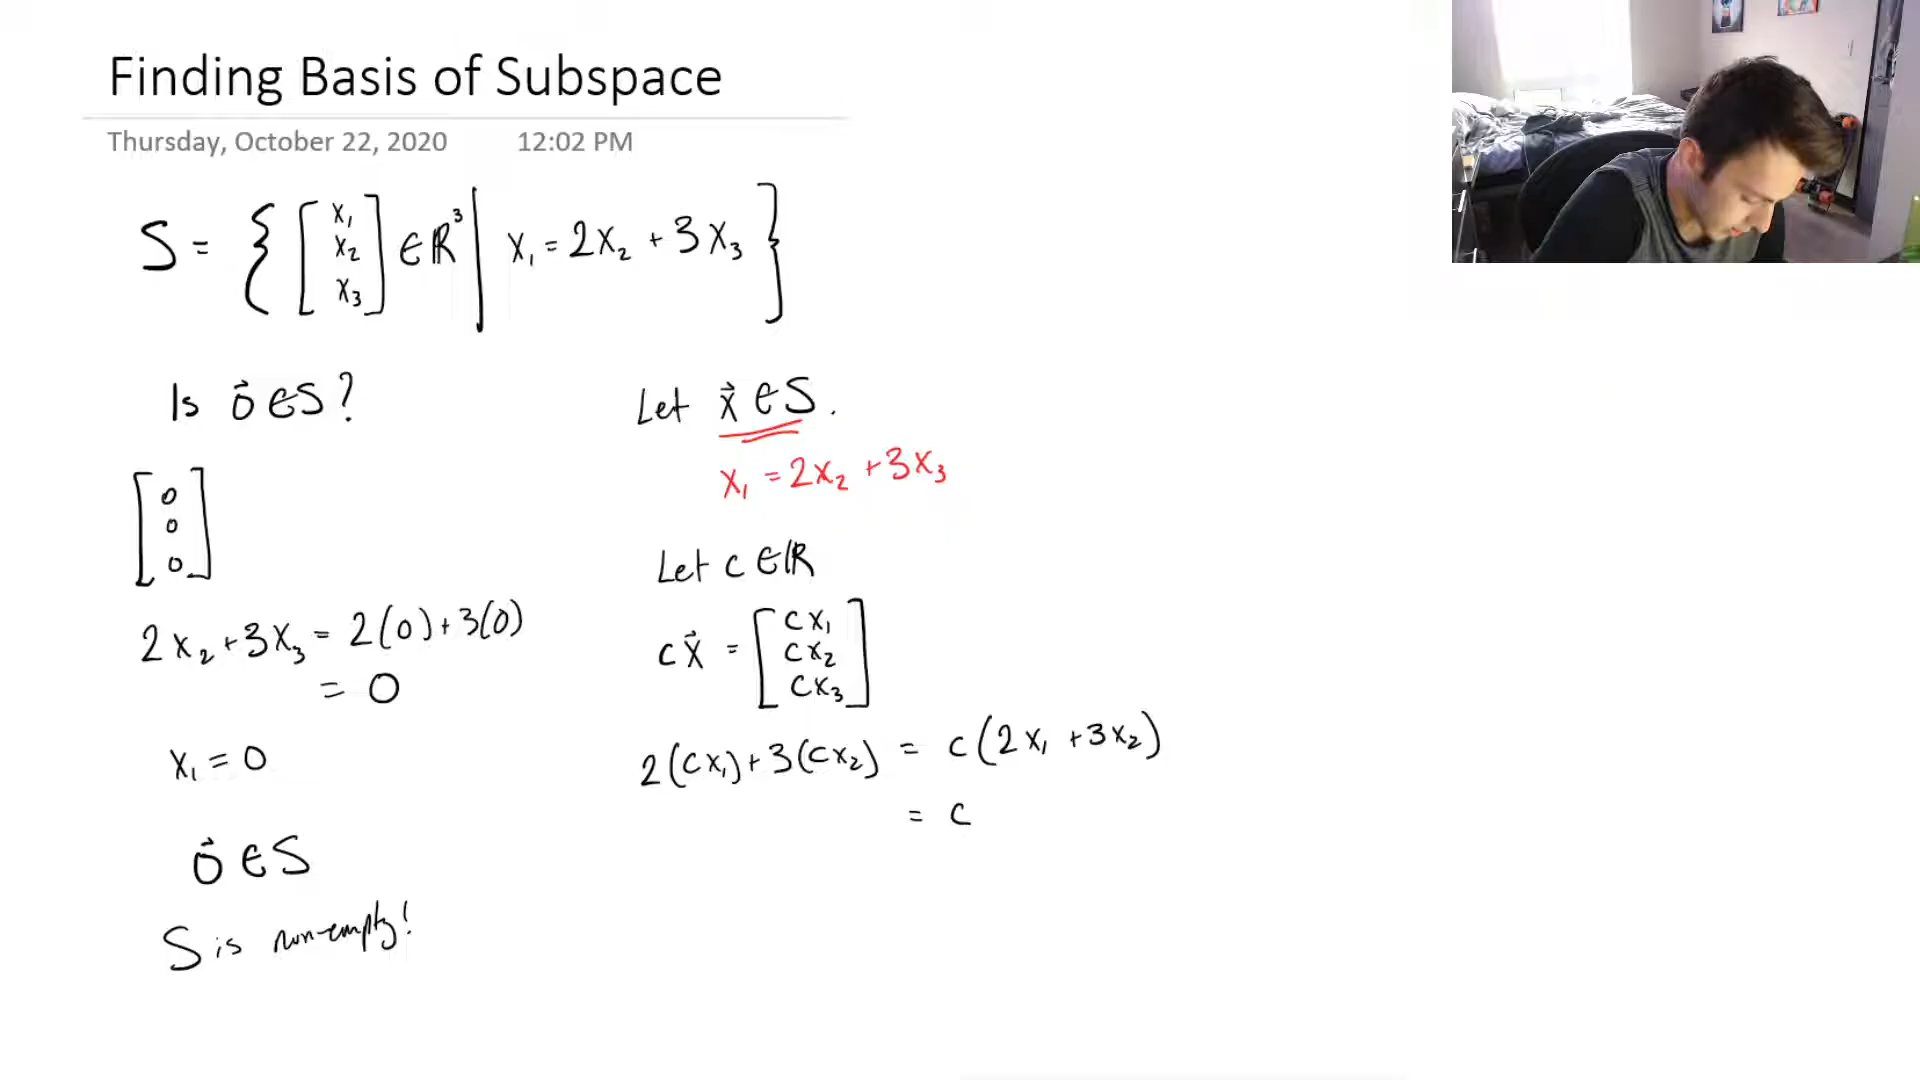 Finding Basis of Subspace
Thursday, October 22, 2020 12:02 PM
S = { [ x₁ x₂ x₃ ] ∈ ℝ³ | x₁ = 2x₂ + 3x₃ }
Is 0⃗ ∈ S?
[ 0
0
0 ]
2x₂ + 3x₃ = 2(0) + 3(0)
= 0
x₁ = 0
0⃗ ∈ S
S is non-empty!
Let x⃗ ∈ S.
x₁ = 2x₂ + 3x₃
Let c ∈ ℝ
c x⃗ = [ cx₁ cx₂ cx₃ ]
2(cx₁) + 3(cx₂) = c(2x₁ + 3x₂)
= c